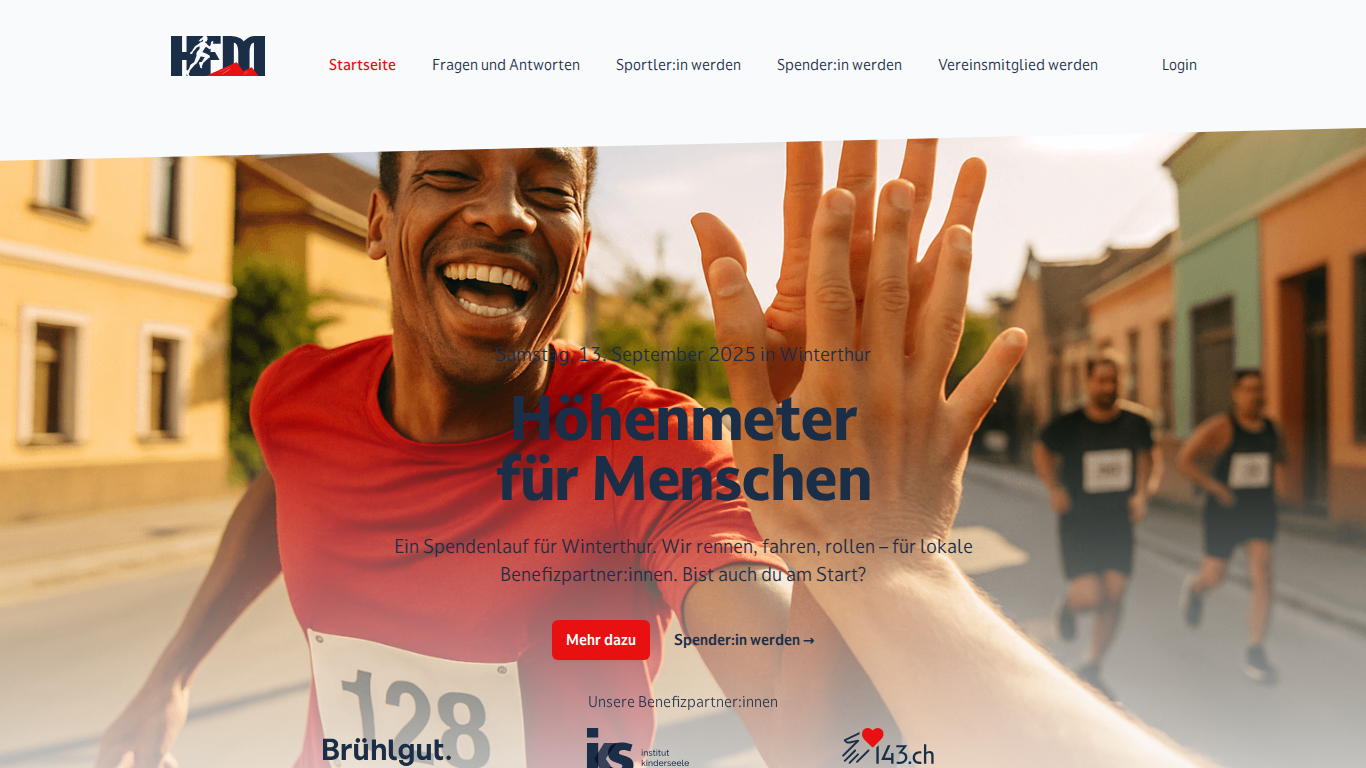 HFM
Startseite
Fragen und Antworten
Sportler:in werden
Spender:in werden
Vereinsmitglied werden
Login
Samstag, 13. September 2025 in Winterthur
Höhenmeter
für Menschen
Ein Spendenlauf für Winterthur. Wir rennen, fahren, rollen – für lokale
Benefizpartner:innen. Bist auch du am Start?
Mehr dazu
Spender:in werden →
128
Unsere Benefizpartner:innen
Brühlgut.
iks
institut
kinderseele
143.ch